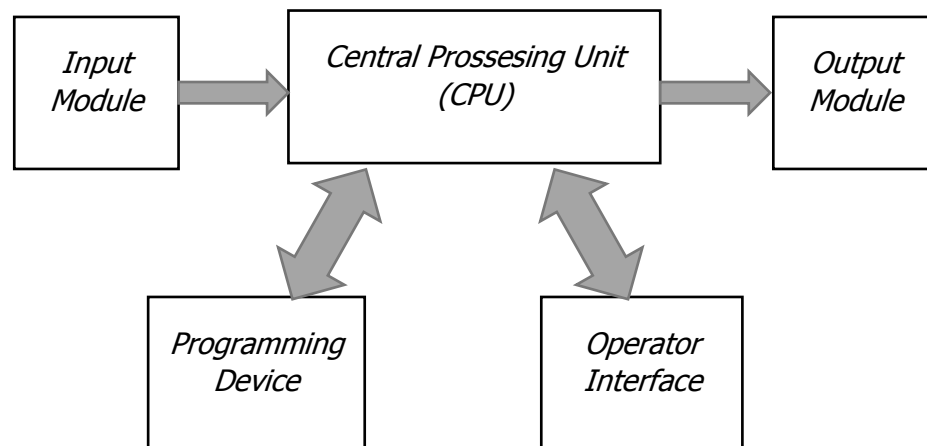 Input
Module
Central Prossesing Unit
(CPU)
Output
Module
Programming
Device
Operator
Interface